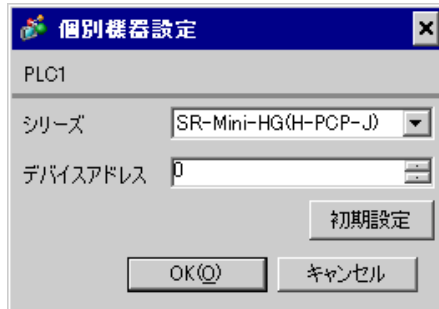 個別機器設定
PLC1
シリーズ SR-Mini-HG(H-PCP-J)
デバイスアドレス 0
初期設定
OK(O) キャンセル